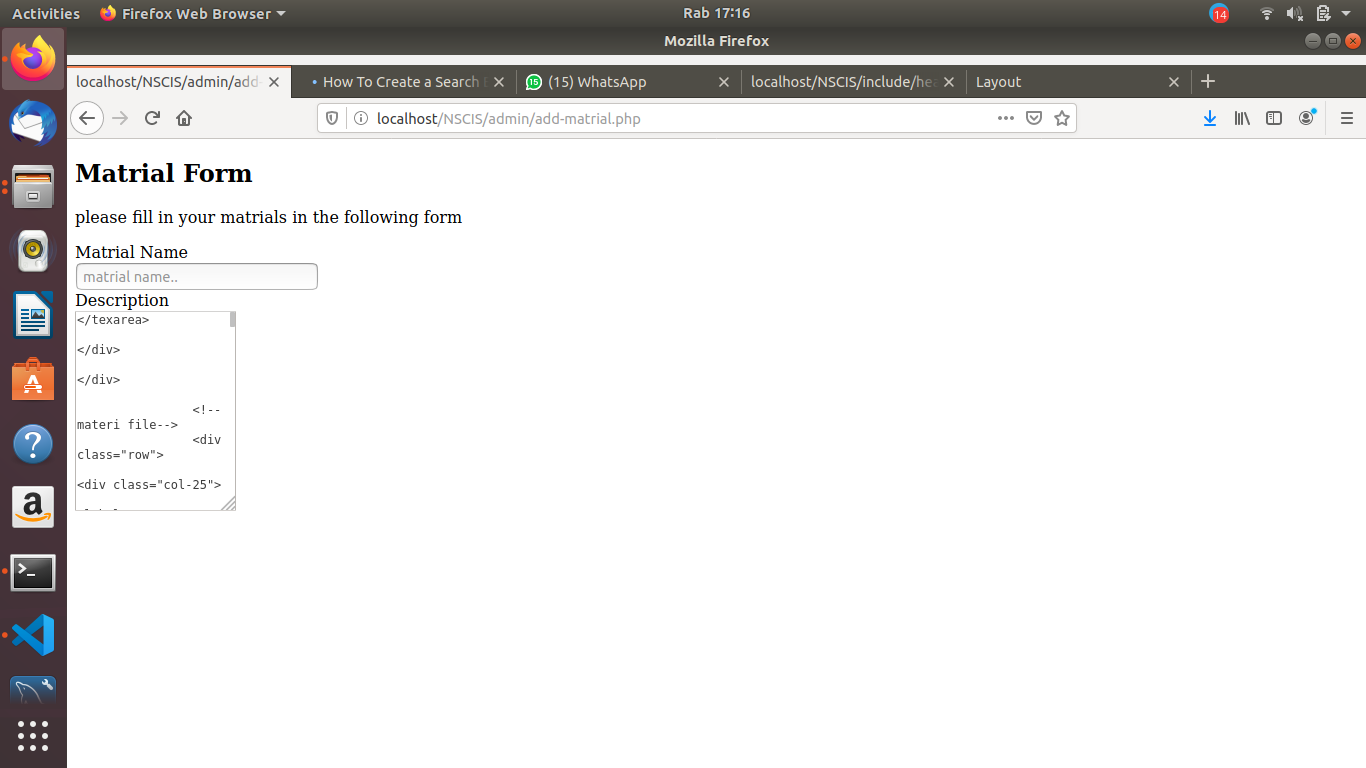 Activities
Firefox Web Browser
Rab 17:16
14
Mozilla Firefox
localhost/NSCIS/admin/add-
How To Create a Search
(15) WhatsApp
localhost/NSCIS/include/hea
Layout
localhost/NSCIS/admin/add-matrial.php
Matrial Form
please fill in your matrials in the following form
Matrial Name
matrial name..
Description
</texarea>
</div>
</div>
<!--
materi file-->
<div
class="row">
<div class="col-25">